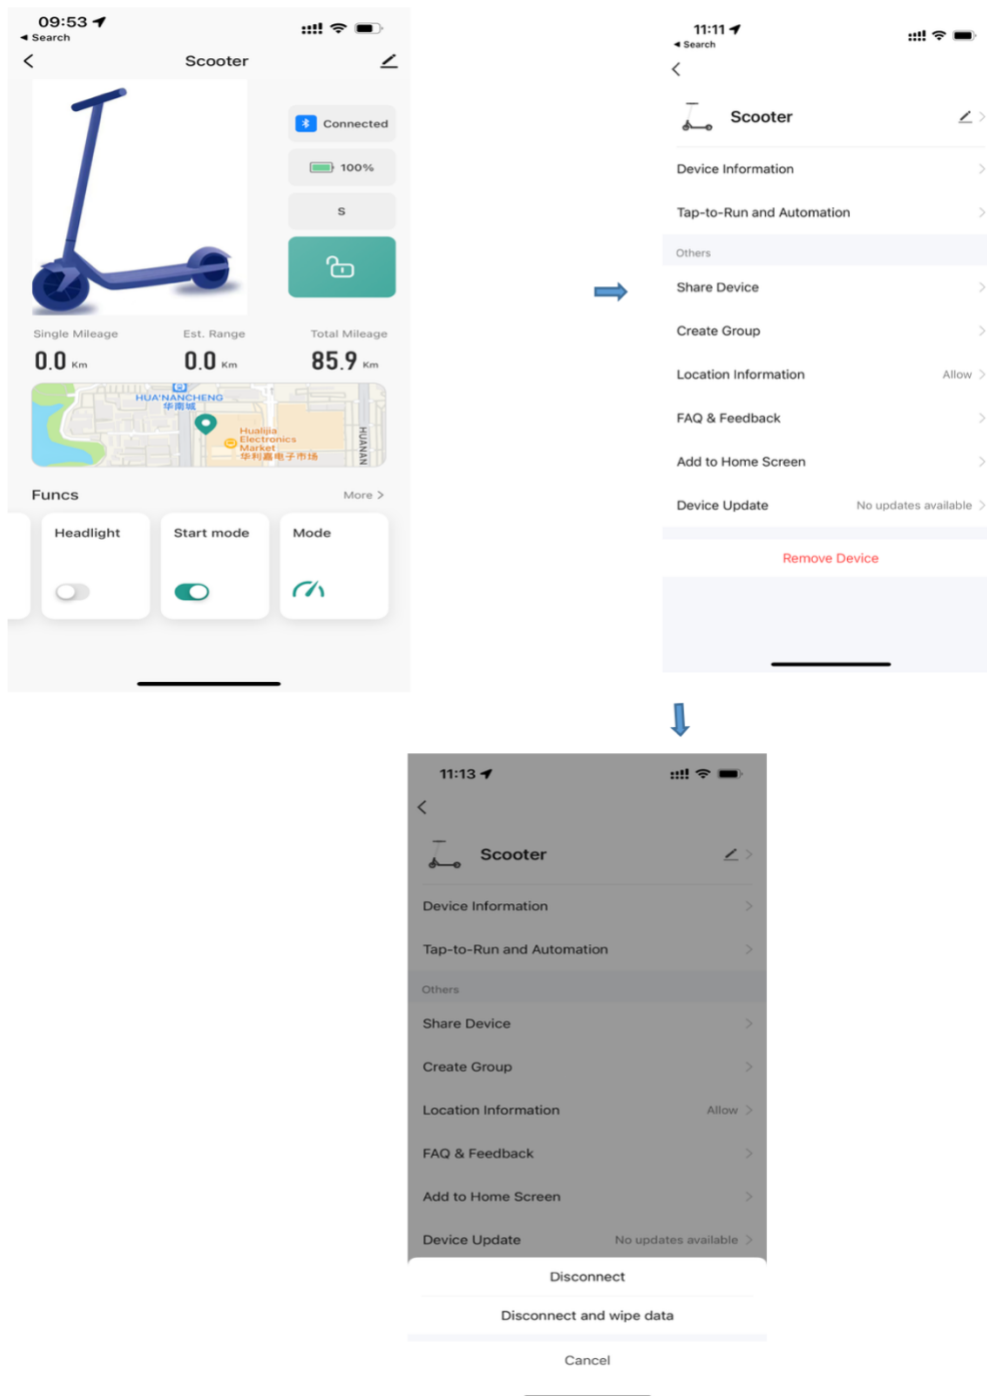 09:53
Search
Scooter
Connected
100%
S
Single Mileage Est. Range Total Mileage
0.0 Km 0.0 Km 85.9 Km
HUA'NANCHENG
华南城
Hualijia
Electronics
Market
华利嘉电子市场
HUANAN
Funcs More >
Headlight Start mode Mode
11:11
Search
Scooter
Device Information
Tap-to-Run and Automation
Others
Share Device
Create Group
Location Information Allow
FAQ & Feedback
Add to Home Screen
Device Update No updates available
Remove Device
11:13
Scooter
Device Information
Tap-to-Run and Automation
Others
Share Device
Create Group
Location Information Allow
FAQ & Feedback
Add to Home Screen
Device Update No updates available
Disconnect
Disconnect and wipe data
Cancel